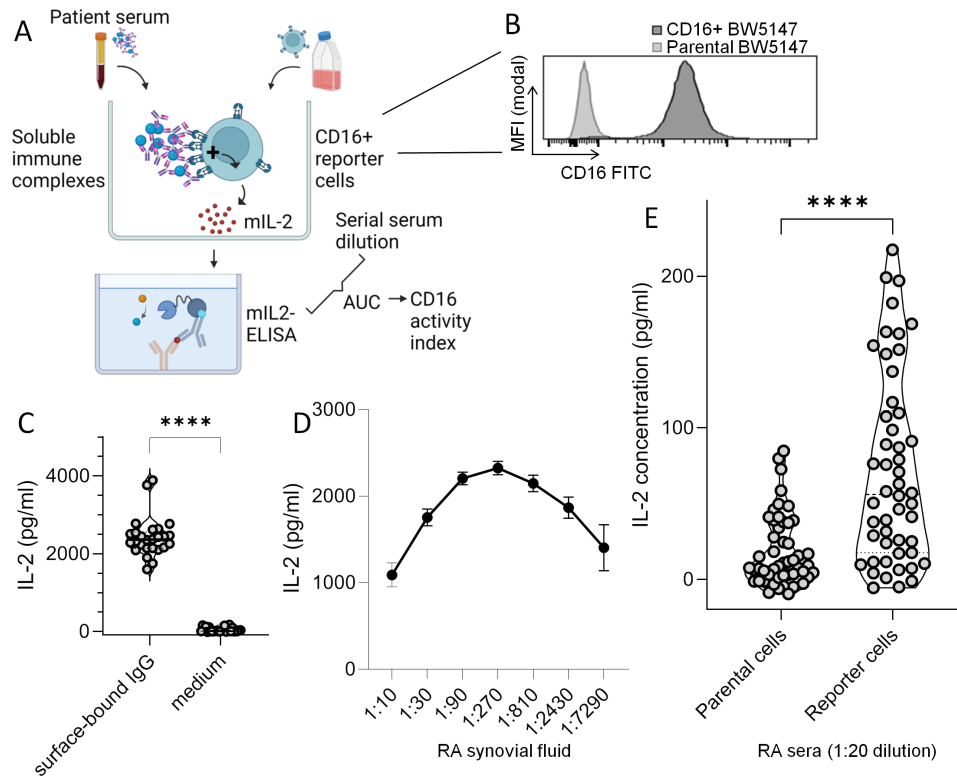 A
Patient serum
Soluble
immune
complexes
CD16+
reporter
cells
+
mIL-2
Serial serum
dilution
mIL2-
ELISA
AUC
CD16
activity
index
B
CD16+ BW5147
Parental BW5147
MFI (modal)
CD16 FITC
C
****
IL-2 (pg/ml)
4000
2000
0
surface-bound IgG
medium
D
IL-2 (pg/ml)
3000
2000
1000
0
1:10
1:30
1:90
1:270
1:810
1:2430
1:7290
RA synovial fluid
E
****
IL-2 concentration (pg/ml)
200
100
0
Parental cells
Reporter cells
RA sera (1:20 dilution)